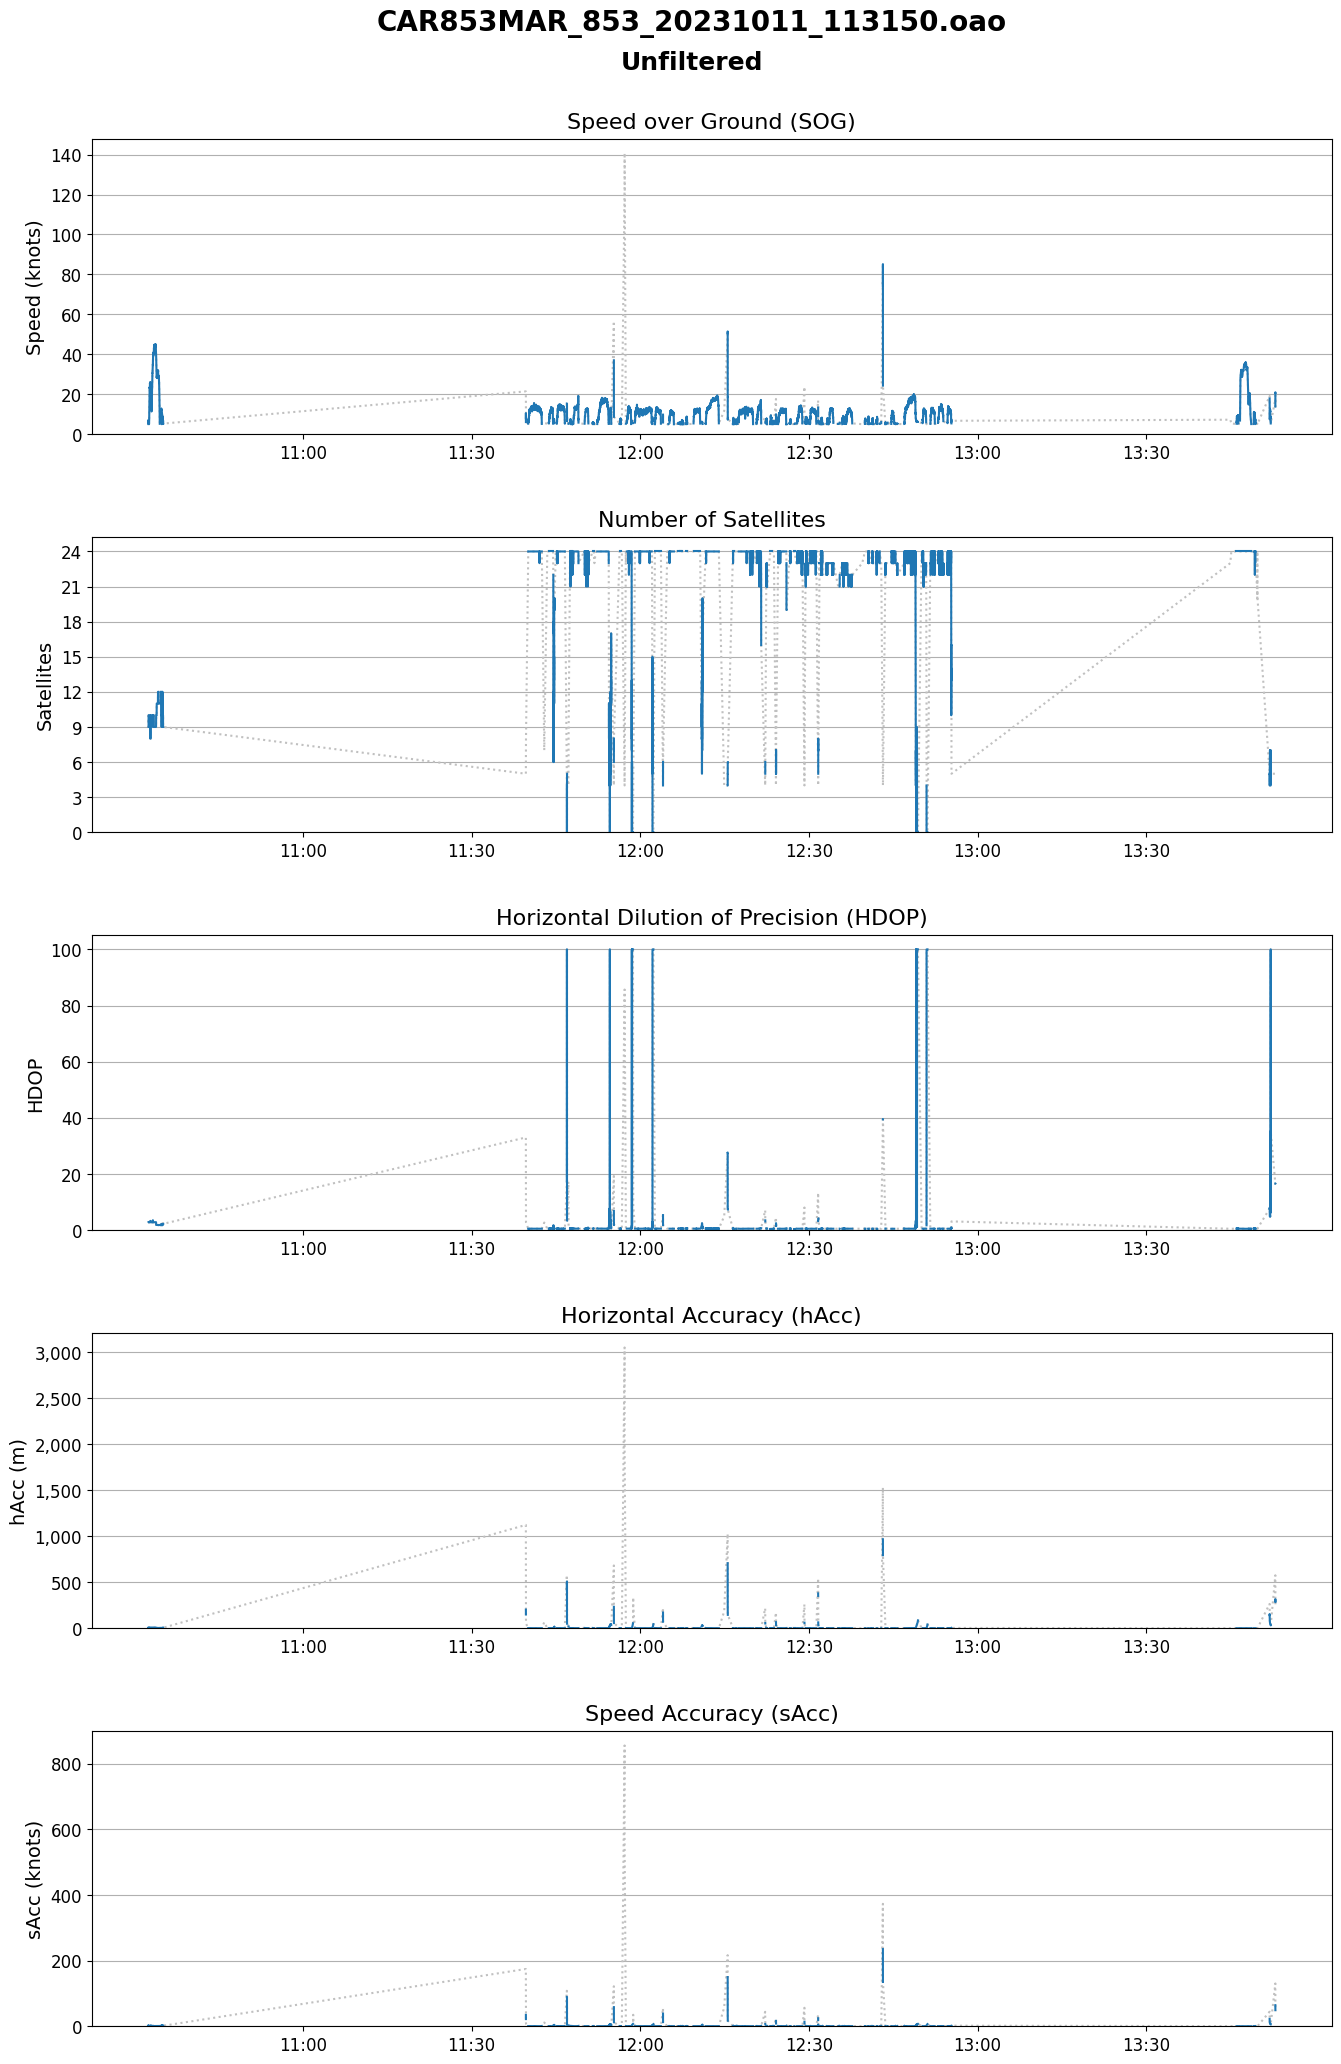 CAR853MAR_853_20231011_113150.oao
Unfiltered
Speed over Ground (SOG)
Speed (knots)
140
120
100
80
60
40
20
0
11:00 11:30 12:00 12:30 13:00 13:30
Number of Satellites
Satellites
24
21
18
15
12
9
6
3
0
11:00 11:30 12:00 12:30 13:00 13:30
Horizontal Dilution of Precision (HDOP)
HDOP
100
80
60
40
20
0
11:00 11:30 12:00 12:30 13:00 13:30
Horizontal Accuracy (hAcc)
hAcc (m)
3,000
2,500
2,000
1,500
1,000
500
0
11:00 11:30 12:00 12:30 13:00 13:30
Speed Accuracy (sAcc)
sAcc (knots)
800
600
400
200
0
11:00 11:30 12:00 12:30 13:00 13:30